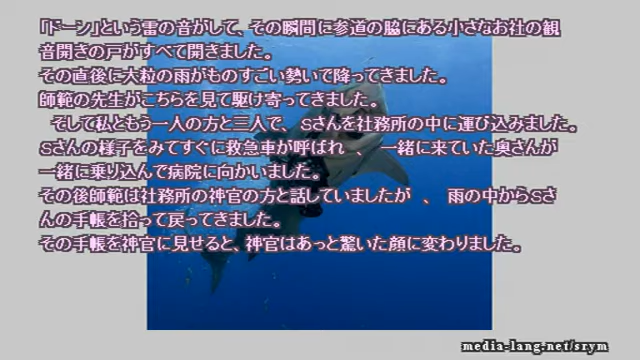 「ドーン」という雷の音がして、その瞬間に参道の脇にある小さなお社の観
音開きの戸がすべて開きました。
その直後に大粒の雨がものすごい勢いで降ってきました。
師範の先生がこちらを見て駆け寄ってきました。
そして私ともう一人の方と三人で、Sさんを社務所の中に運び込みました。
Sさんの様子をみてすぐに救急車が呼ばれ 、 一緒に来ていた奥さんが
一緒に乗り込んで病院に向かいました。
その後師範は社務所の神官の方と話していましたが 、 雨の中からSさ
んの手帳を拾って戻ってきました。
その手帳を神官に見せると、神官はあっと驚いた顔に変わりました。
media-lang-net/srym